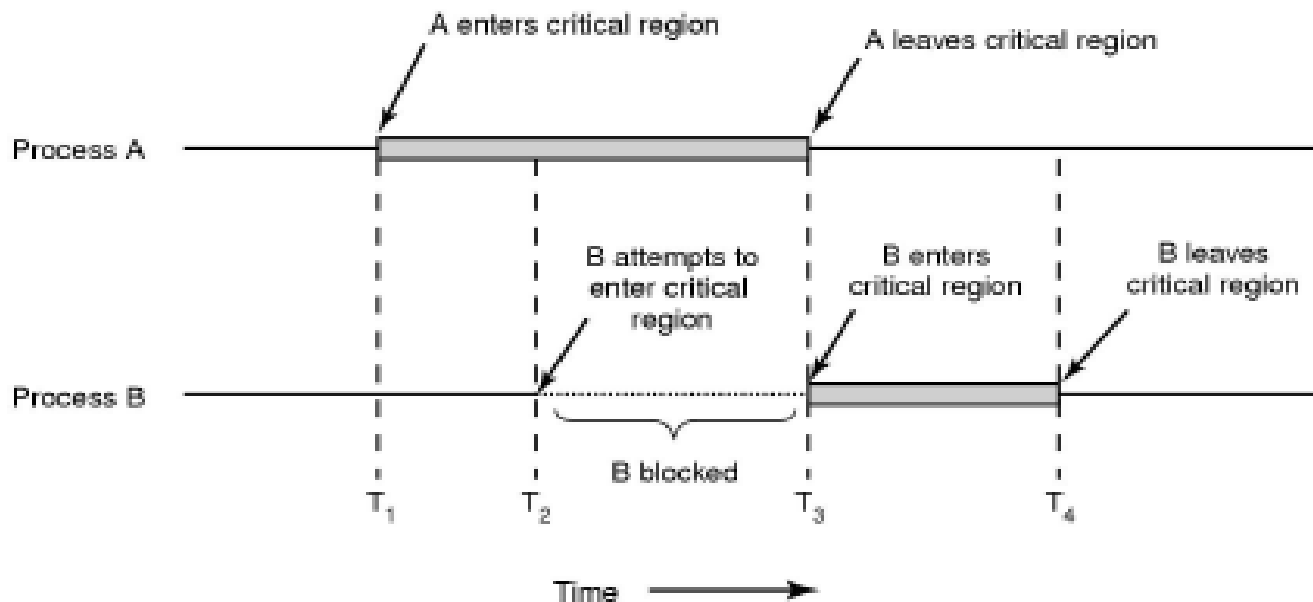 A enters critical region
A leaves critical region
Process A
B attempts to
enter critical
region
B enters
critical region
B leaves
critical region
Process B
B blocked
T1
T2
T3
T4
Time